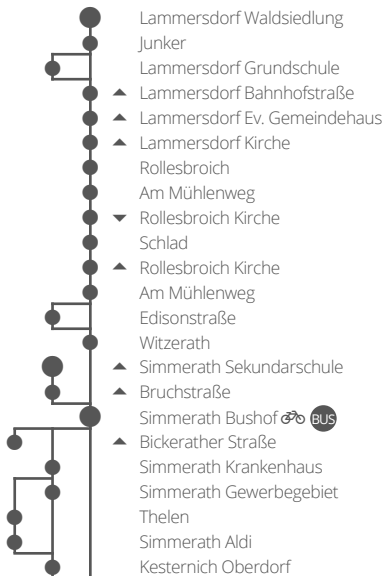 Lammersdorf Waldsiedlung
Junker
Lammersdorf Grundschule
Lammersdorf Bahnhofstraße
Lammersdorf Ev. Gemeindehaus
Lammersdorf Kirche
Rollesbroich
Am Mühlenweg
Rollesbroich Kirche
Schlad
Rollesbroich Kirche
Am Mühlenweg
Edisonstraße
Witzerath
Simmerath Sekundarschule
Bruchstraße
Simmerath Bushof BUS
Bickerather Straße
Simmerath Krankenhaus
Simmerath Gewerbegebiet
Thelen
Simmerath Aldi
Kesternich Oberdorf